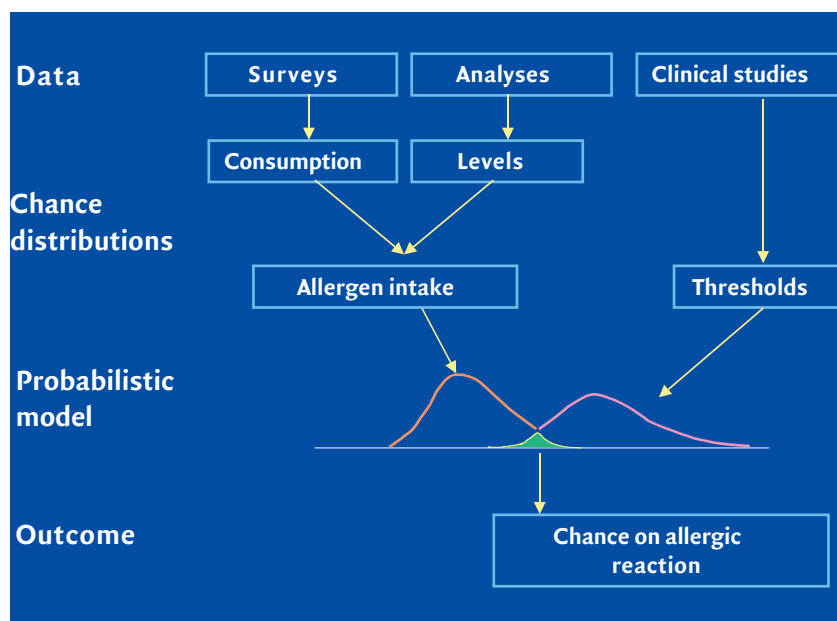 Data
Surveys
Analyses
Clinical studies
Consumption
Levels
Chance
distributions
Allergen intake
Thresholds
Probabilistic
model
Outcome
Chance on allergic
reaction